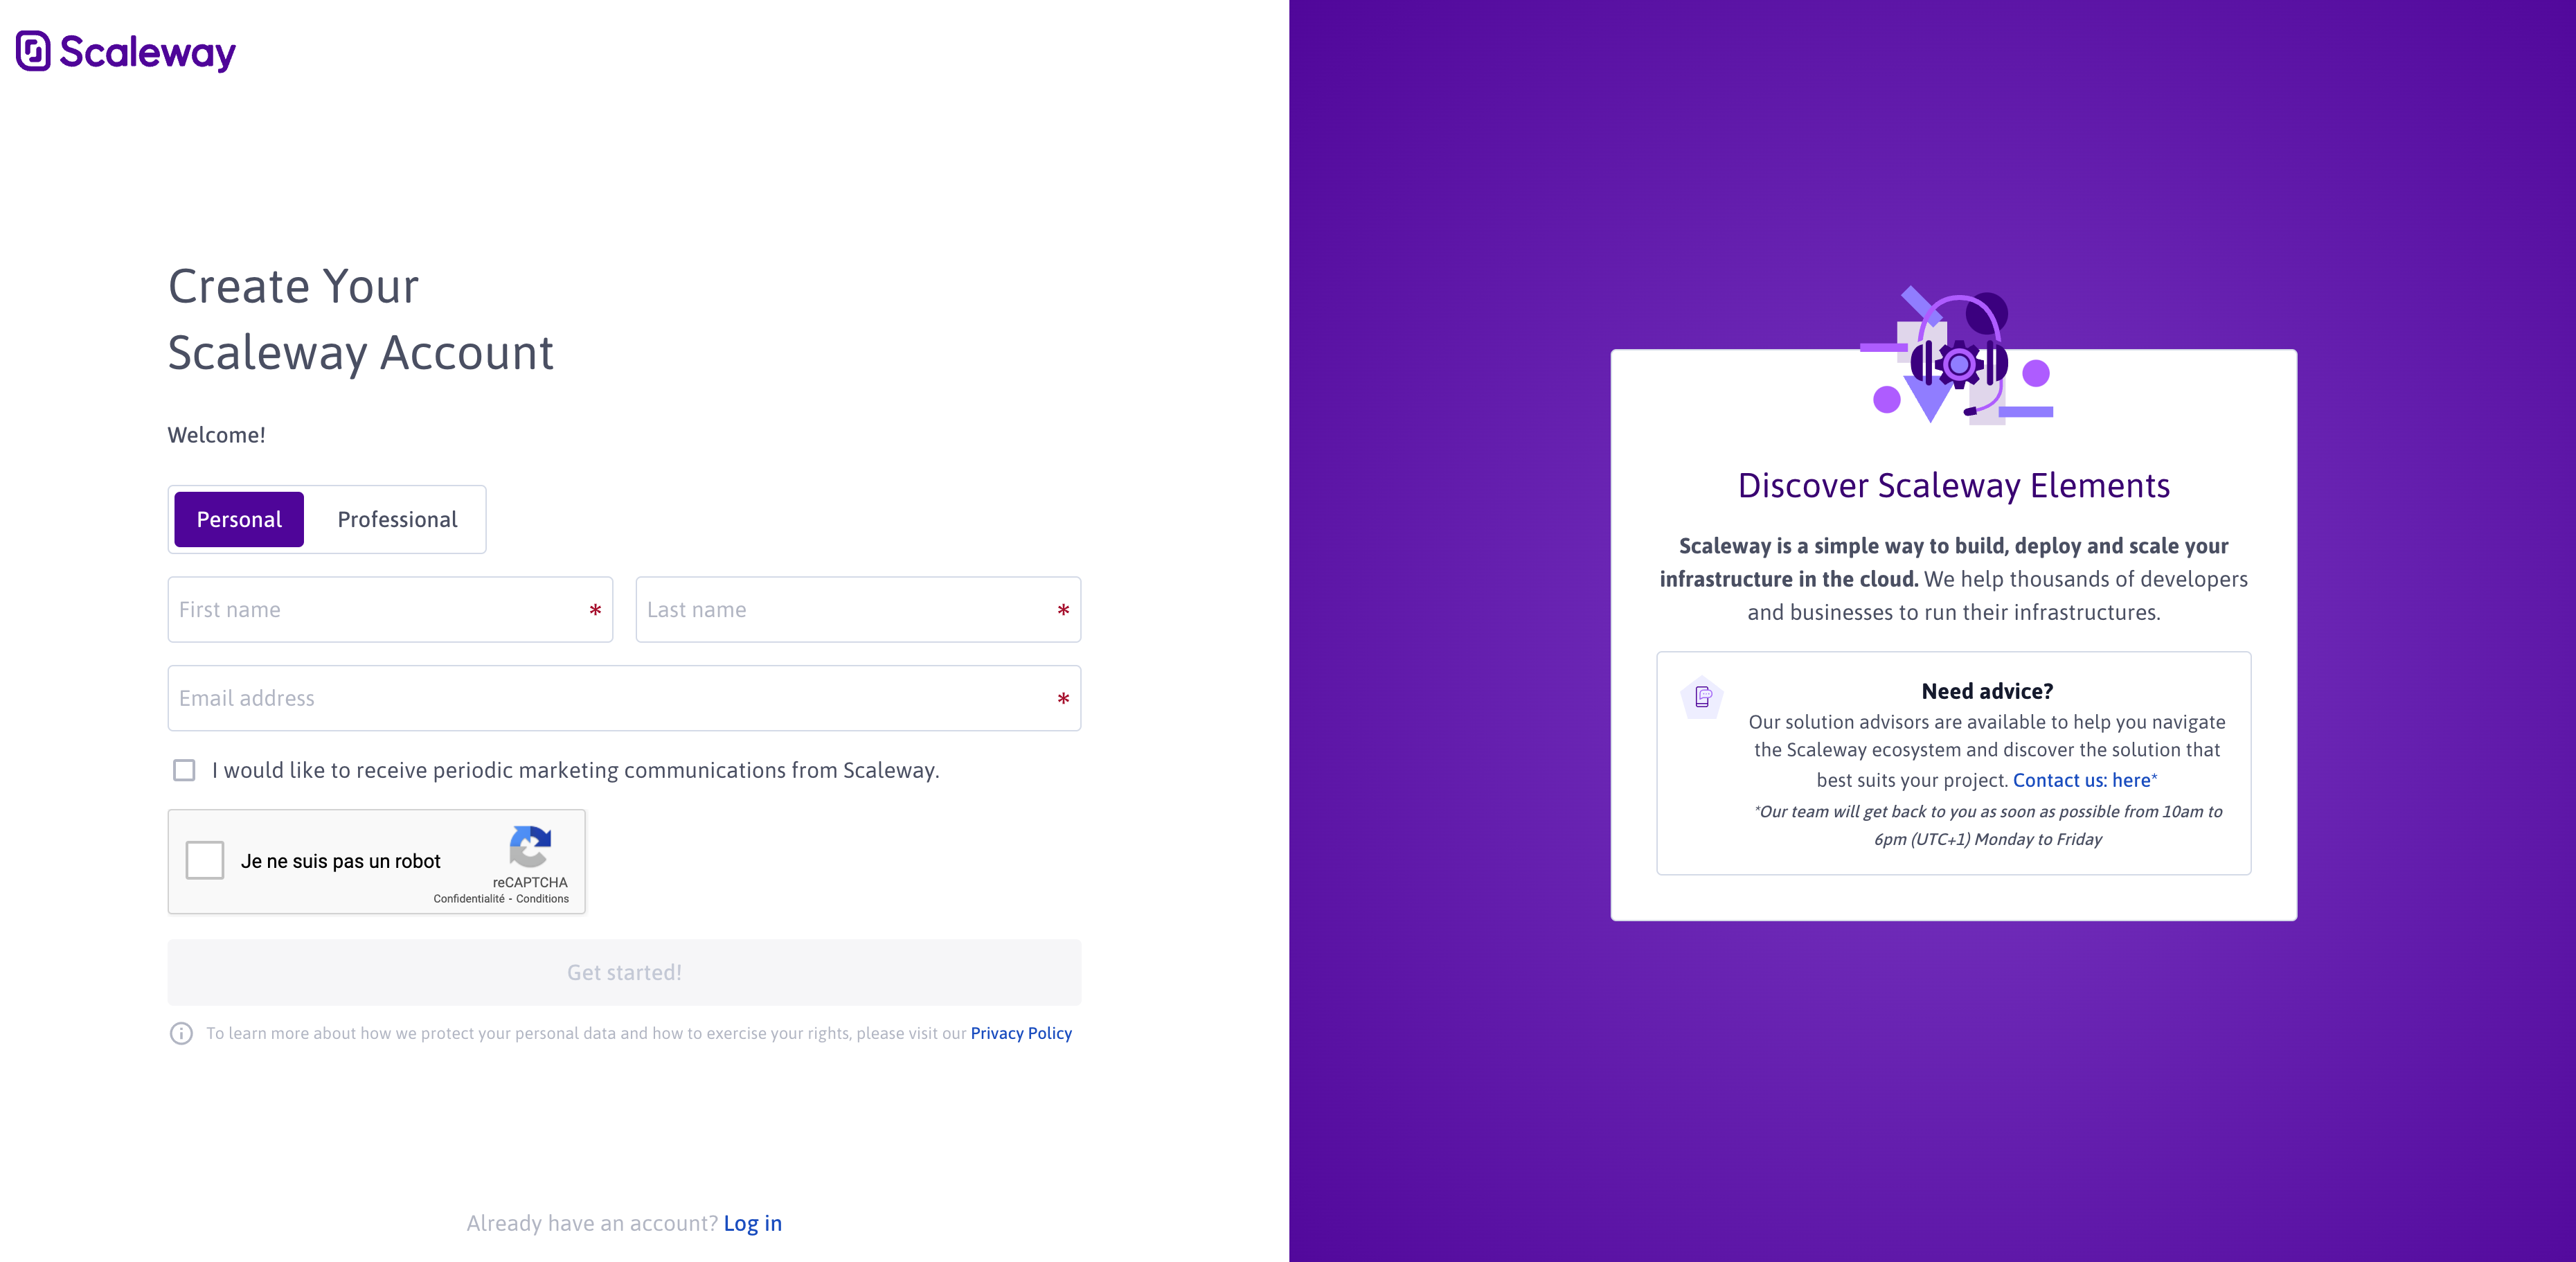 Scaleway
Create Your
Scaleway Account
Welcome!
Personal Professional
First name * Last name *
Email address *
I would like to receive periodic marketing communications from Scaleway.
Je ne suis pas un robot
reCAPTCHA
Confidentialité - Conditions
Get started!
To learn more about how we protect your personal data and how to exercise your rights, please visit our Privacy Policy
Already have an account? Log in
Discover Scaleway Elements
Scaleway is a simple way to build, deploy and scale your
infrastructure in the cloud. We help thousands of developers
and businesses to run their infrastructures.
Need advice?
Our solution advisors are available to help you navigate
the Scaleway ecosystem and discover the solution that
best suits your project. Contact us: here*
*Our team will get back to you as soon as possible from 10am to
6pm (UTC+1) Monday to Friday